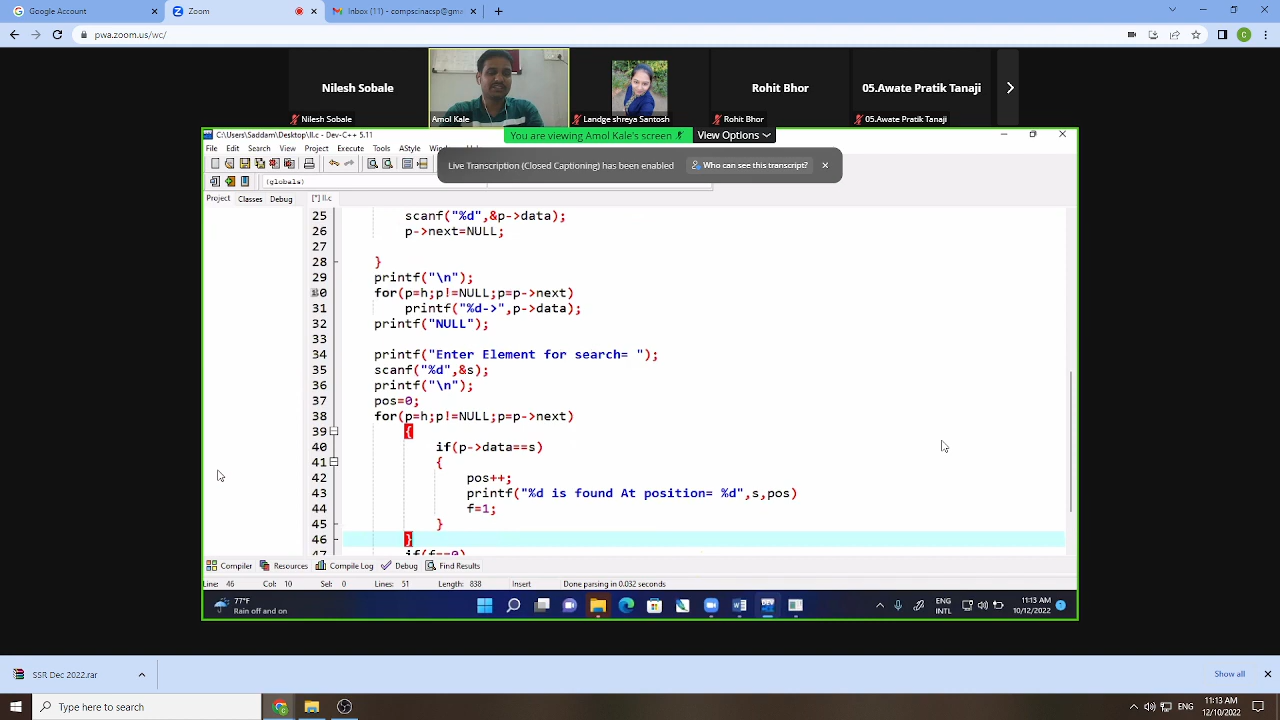 Google Account
Zoom
Inbox (11) - compscinacsp@gma
pwa.zoom.us/wc/
Nilesh Sobale
Rohit Bhor
05.Awate Pratik Tanaji
Nilesh Sobale
Amol Kale
Landge shreya Santosh
Rohit Bhor
05.Awate Pratik Tanaji
C:\Users\Saddam\Desktop\ll.c - Dev-C++ 5.11
You are viewing Amol Kale's screen
View Options
File Edit Search View Project Execute Tools AStyle
Live Transcription (Closed Captioning) has been enabled
Who can see this transcript?
(globals)
Project Classes Debug
[*] ll.c
25 scanf("%d",&p->data);
26 p->next=NULL;
27
28 }
29 printf("\n");
30 for(p=h;p!=NULL;p=p->next)
31 printf("%d->",p->data);
32 printf("NULL");
33
34 printf("Enter Element for search= ");
35 scanf("%d",&s);
36 printf("\n");
37 pos=0;
38 for(p=h;p!=NULL;p=p->next)
39 {
40 if(p->data==s)
41 {
42 pos++;
43 printf("%d is found At position= %d",s,pos)
44 f=1;
45 }
46 }
47 if(f==0)
Compiler Resources Compile Log Debug Find Results
Line: 46 Col: 10 Sel: 0 Lines: 51 Length: 838 Insert Done parsing in 0.032 seconds
77°F
Rain off and on
ENG
INTL
11:13 AM
10/12/2022
SSR Dec 2022.rar
Show all
Type here to search
ENG
11:13 AM
12/10/2022